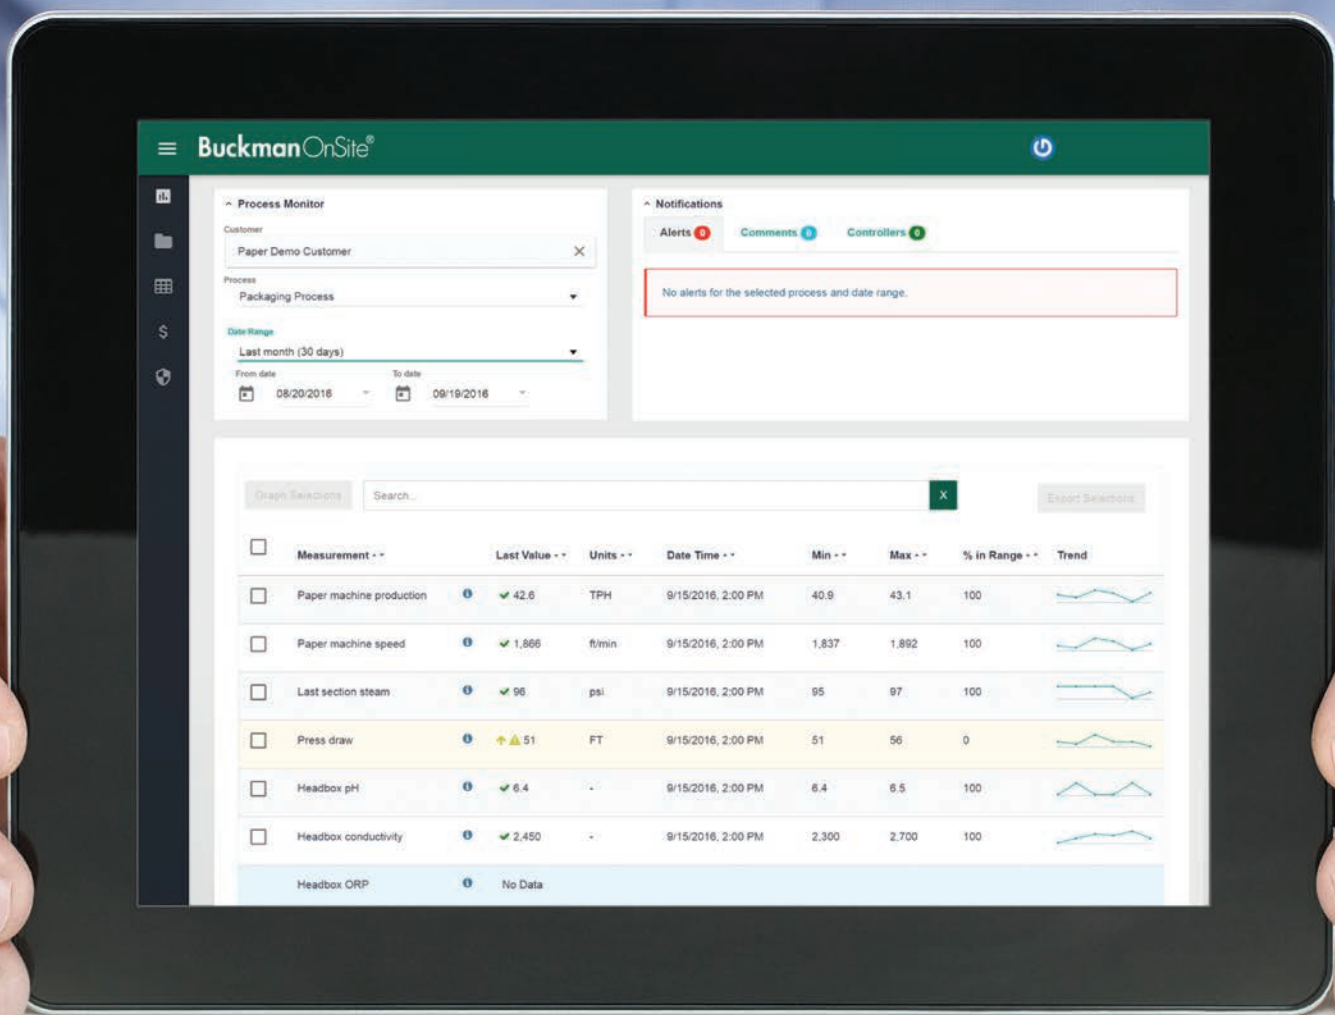 Buckman OnSite®
Process Monitor
Customer
Paper Demo Customer
Process
Packaging Process
Date Range
Last month (30 days)
From date To date
08/20/2016 09/19/2016
Notifications
Alerts 0 Comments 0 Controllers 0
No alerts for the selected process and date range.
Graph Selections Search... X Export Selections
Measurement Last Value Units Date Time Min Max % in Range Trend
Paper machine production 42.6 TPH 9/15/2016, 2:00 PM 40.9 43.1 100
Paper machine speed 1,866 ft/min 9/15/2016, 2:00 PM 1,837 1,892 100
Last section steam 96 psi 9/15/2016, 2:00 PM 95 97 100
Press draw 51 FT 9/15/2016, 2:00 PM 51 56 0
Headbox pH 6.4 - 9/15/2016, 2:00 PM 6.4 6.5 100
Headbox conductivity 2,450 - 9/15/2016, 2:00 PM 2,300 2,700 100
Headbox ORP No Data